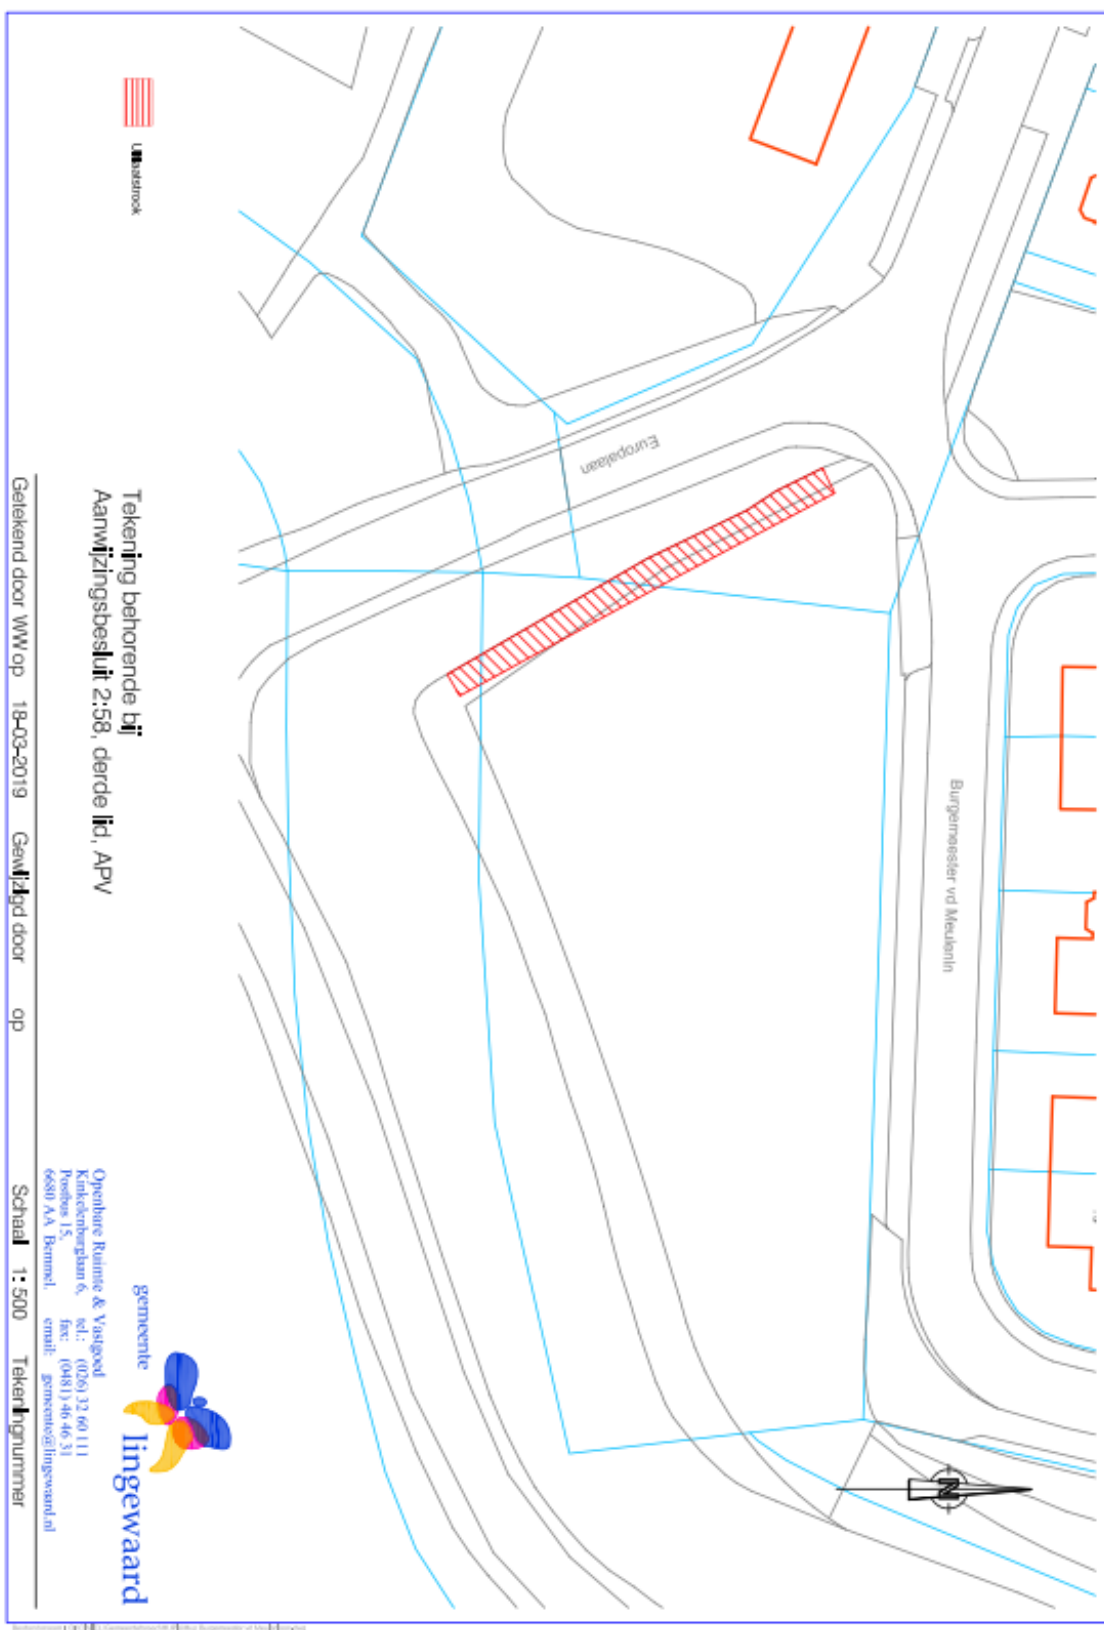 Uitlaatstrook
Europalaan
Burgemeester vd Meulenln
Tekening behorende bij
Aanwijzingsbesluit 2:58, derde lid, APV
gemeente
lingewaard
Openbare Ruimte & Vastgoed
Kinkelenburglaan 6, tel.: (026) 32 60 111
Postbus 15, fax: (0481) 46 46 31
6680 AA Bemmel. email: gemeente@lingewaard.nl
Getekend door WW op 18-03-2019 Gewijzigd door op Schaal 1: 500 Tekeningnummer
N